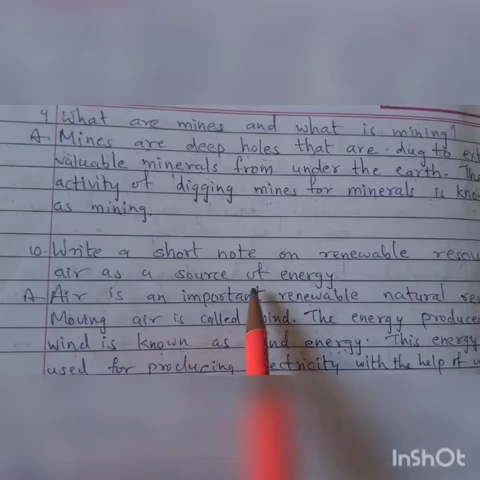 9 What are mines and what is mining?
A. Mines are deep holes that are dug to
valuable minerals from under the earth.
activity of digging mines for minerals is
as mining.
10. Write a short note on renewable
air as a source of energy
A- Air is an important renewable natural
Moving air is called The energy
wind is known as energy. This energy
used for producing with the help of
InShOt